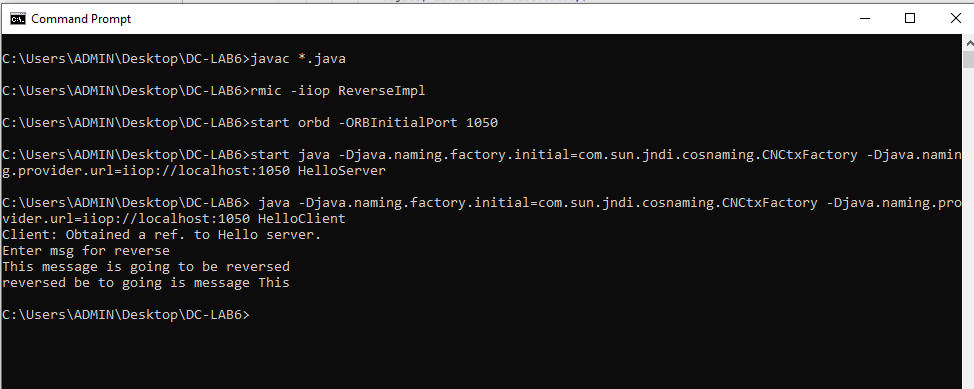 Command Prompt
C:\Users\ADMIN\Desktop\DC-LAB6>javac *.java
C:\Users\ADMIN\Desktop\DC-LAB6>rmic -iiop ReverseImpl
C:\Users\ADMIN\Desktop\DC-LAB6>start orbd -ORBInitialPort 1050
C:\Users\ADMIN\Desktop\DC-LAB6>start java -Djava.naming.factory.initial=com.sun.jndi.cosnaming.CNCtxFactory -Djava.namin
g.provider.url=iiop://localhost:1050 HelloServer
C:\Users\ADMIN\Desktop\DC-LAB6> java -Djava.naming.factory.initial=com.sun.jndi.cosnaming.CNCtxFactory -Djava.naming.pro
vider.url=iiop://localhost:1050 HelloClient
Client: Obtained a ref. to Hello server.
Enter msg for reverse
This message is going to be reversed
reversed be to going is message This
C:\Users\ADMIN\Desktop\DC-LAB6>